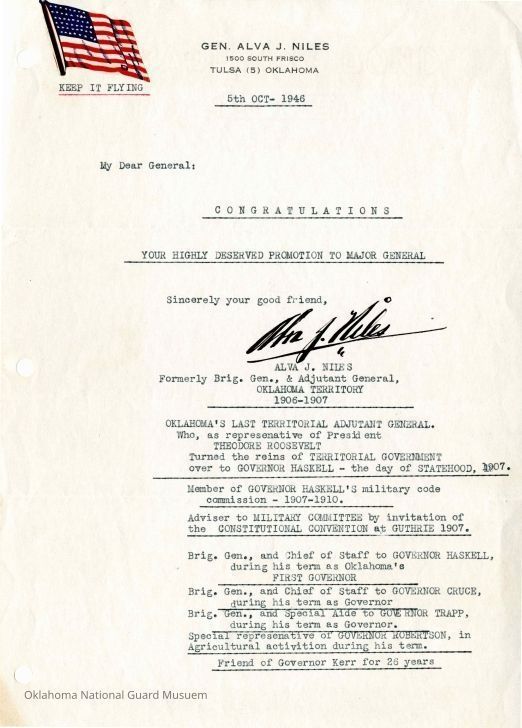 GEN. ALVA J. NILES
1500 SOUTH FRISCO
TULSA (5) OKLAHOMA
KEEP IT FLYING
5th OCT- 1946
My Dear General:
CONGRATULATIONS
YOUR HIGHLY DESERVED PROMOTION TO MAJOR GENERAL
Sincerely your good friend,
Alva J. Niles
ALVA J. NILES
Formerly Brig. Gen., & Adjutant General,
OKLAHOMA TERRITORY
1906-1907
OKLAHOMA'S LAST TERRITORIAL ADJUTANT GENERAL.
Who, as represenative of President
THEODORE ROOSEVELT
Turned the reins of TERRITORIAL GOVERNMENT
over to GOVERNOR HASKELL - the day of STATEHOOD, 1907.
Member of GOVERNOR HASKELL'S military code
commission - 1907-1910.
Adviser to MILITARY COMMITTEE by invitation of
the CONSTITUTIONAL CONVENTION at GUTHRIE 1907.
Brig. Gen., and Chief of Staff to GOVERNOR HASKELL,
during his term as Oklahoma's
FIRST GOVERNOR
Brig. Gen., and Chief of Staff to GOVERNOR CRUCE,
during his term as Governor
Brig. Gen., and Special Aide to GOVERNOR TRAPP,
during his term as Governor.
Special represenative of GOVERNOR ROBERTSON, in
Agricultural activition during his term.
Friend of Governor Kerr for 26 years
Oklahoma National Guard Musuem